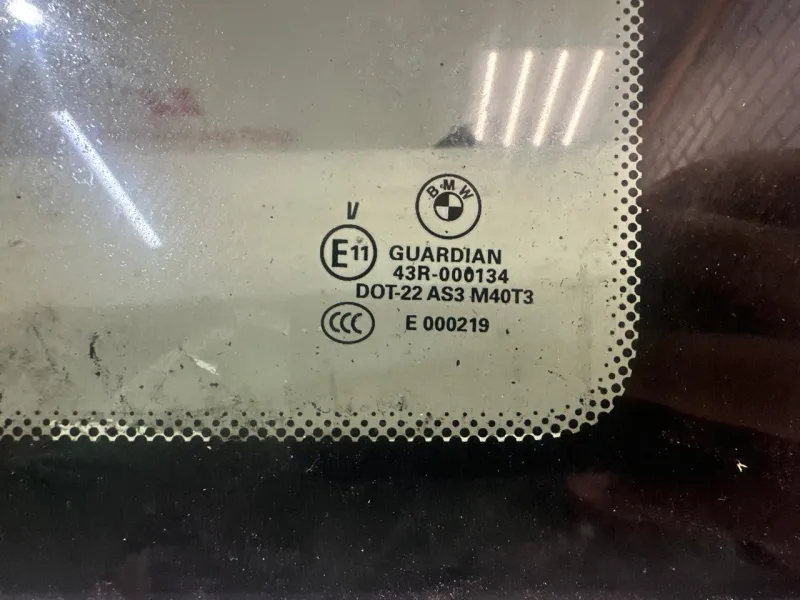 BMW
V
E11 GUARDIAN
43R-000134
DOT-22 AS3 M40T3
CCC E 000219